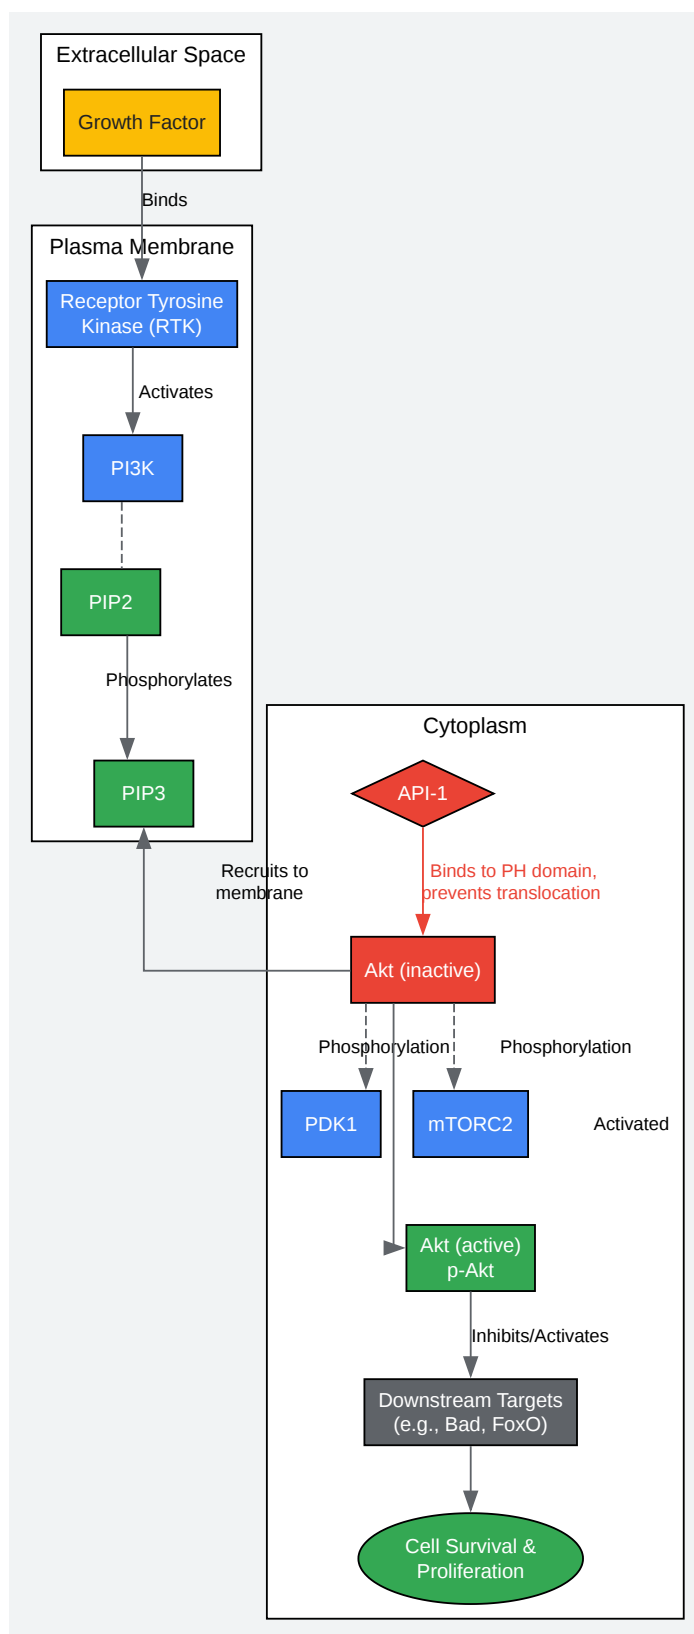 Extracellular Space
Growth Factor
Binds
Plasma Membrane
Receptor Tyrosine
Kinase (RTK)
Activates
PI3K
PIP2
Phosphorylates
PIP3
Cytoplasm
API-1
Recruits to
membrane
Binds to PH domain,
prevents translocation
Akt (inactive)
Phosphorylation
Phosphorylation
PDK1
mTORC2
Activated
Akt (active)
p-Akt
Inhibits/Activates
Downstream Targets
(e.g., Bad, FoxO)
Cell Survival &
Proliferation